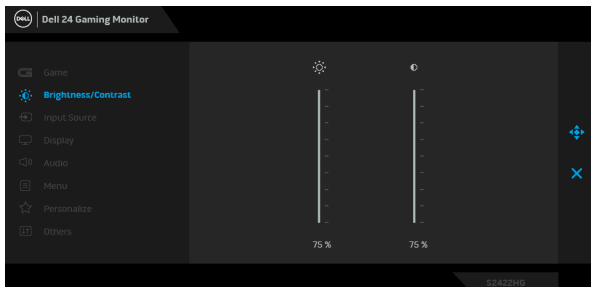 DELL Dell 24 Gaming Monitor
Game
Brightness/Contrast
Input Source
Display
Audio
Menu
Personalize
Others
75 % 75 %
S2422HG